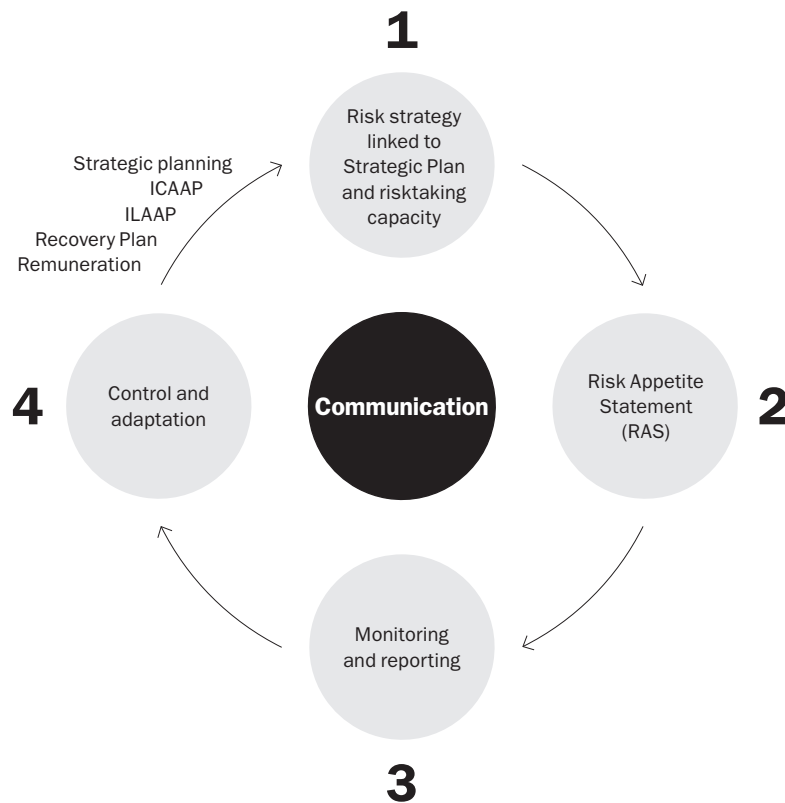 1
Risk strategy
linked to
Strategic Plan
and risktaking
capacity
Strategic planning
ICAAP
ILAAP
Recovery Plan
Remuneration
4
Control and
adaptation
Communication
Risk Appetite
Statement
(RAS)
2
Monitoring
and reporting
3